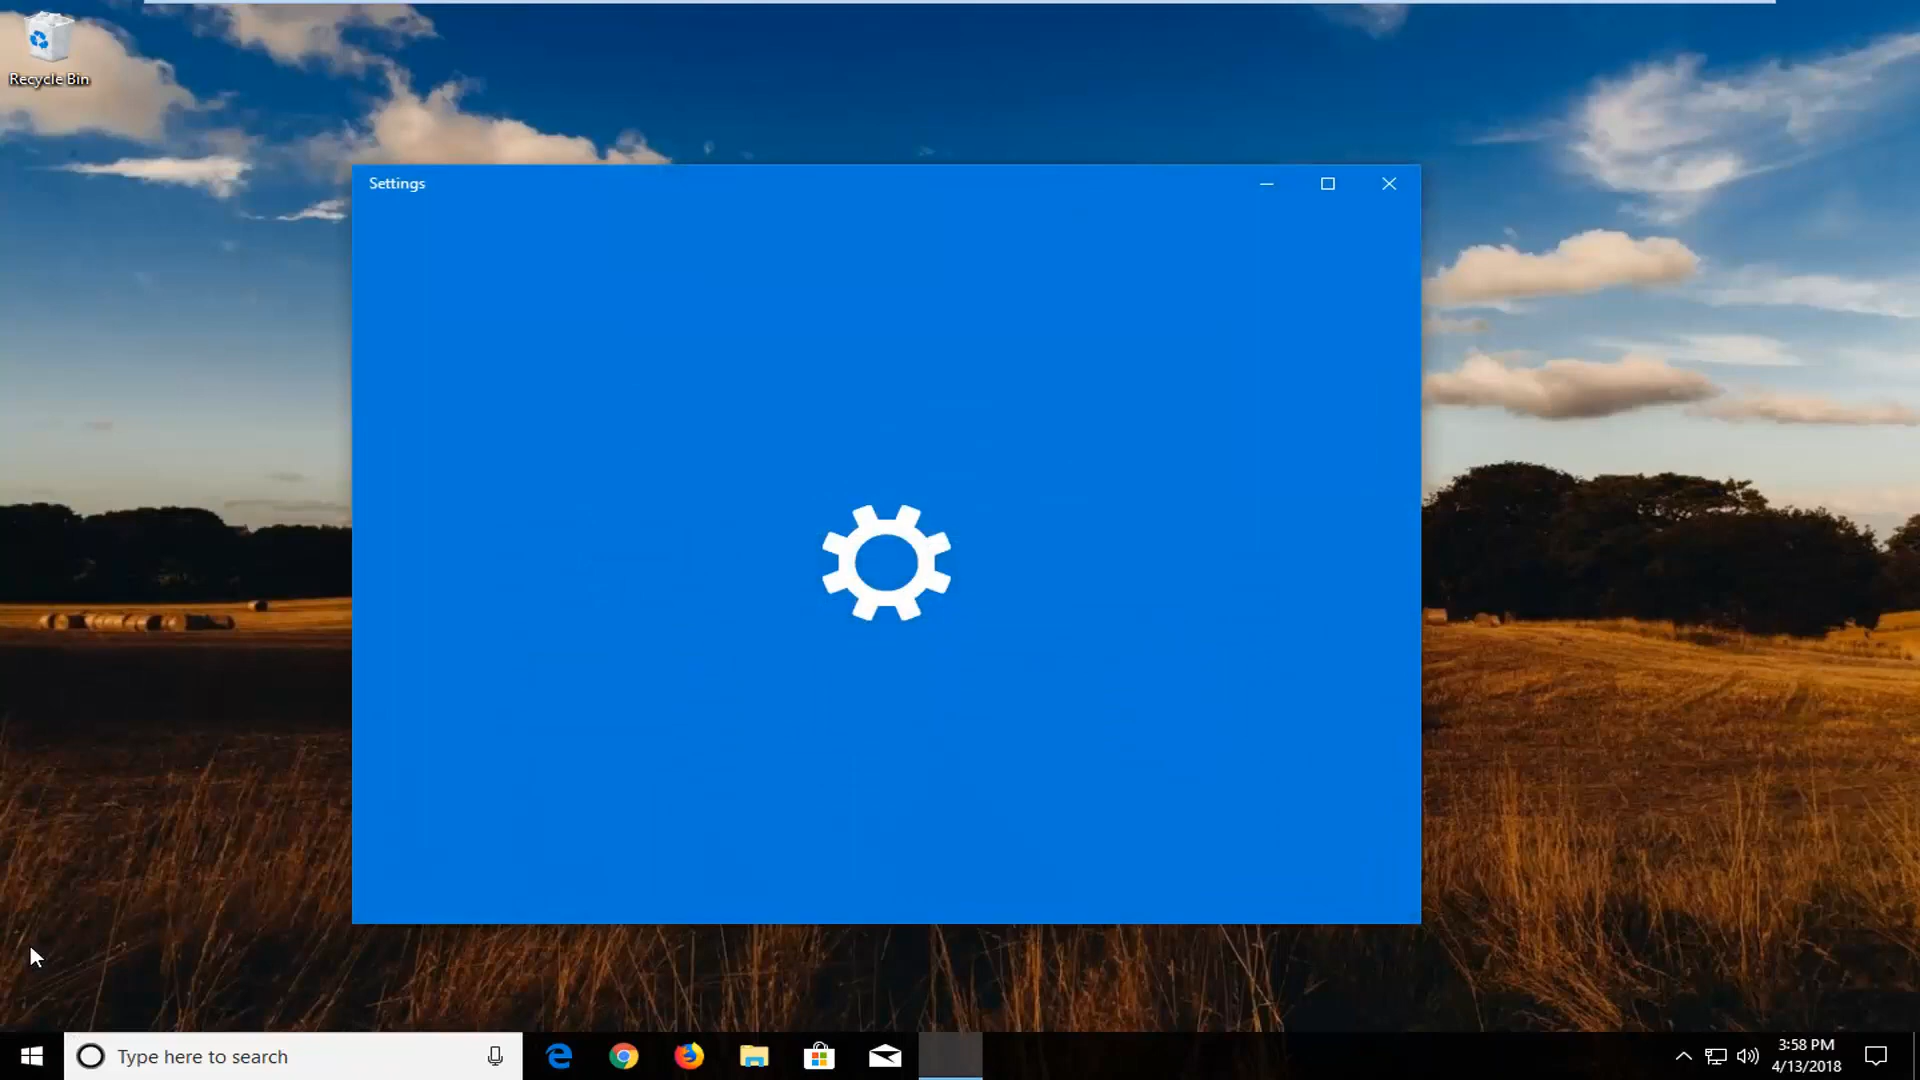 Recycle Bin
Settings
Type here to search
3:58 PM
4/13/2018